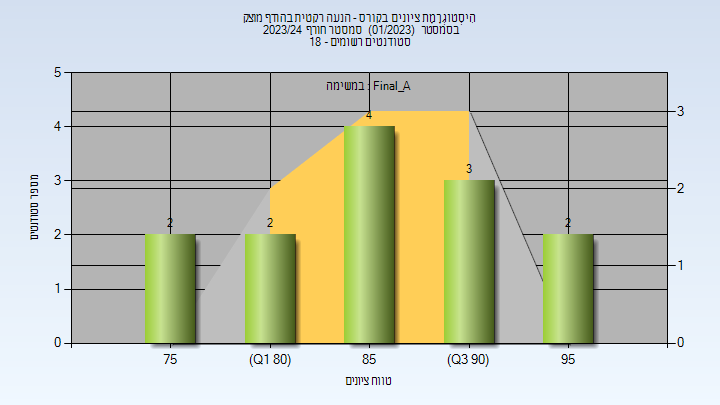 היסטוגרמת ציונים בקורס - הנעה רקטית בהודף מוצק
בסמסטר (01/2023) סמסטר חורף 2023/24
סטודנטים רשומים - 18
במשימה : Final_A
מספר סטודנטים
5
4
3
2
1
0
3
2
1
0
2
2
4
3
2
75
(Q1 80)
85
(Q3 90)
95
טווח ציונים